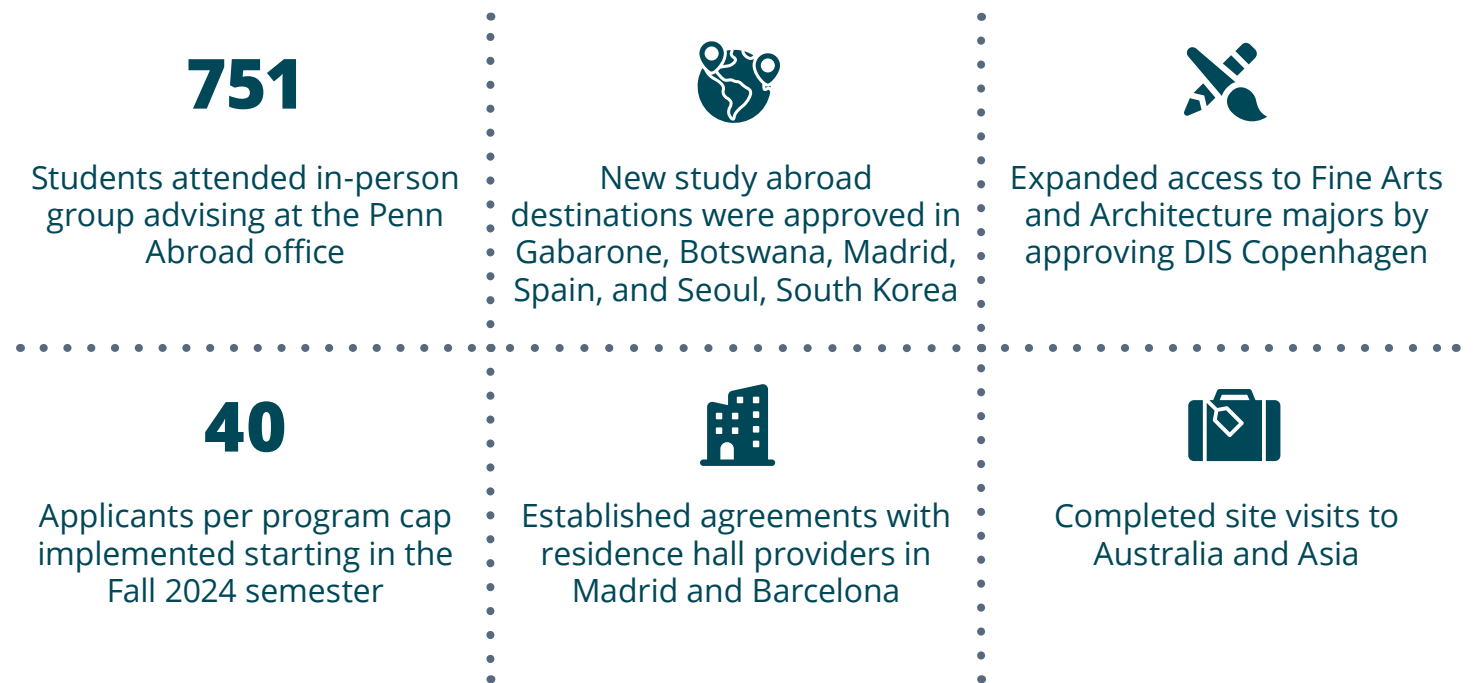 751
Students attended in-person
group advising at the Penn
Abroad office
New study abroad
destinations were approved in
Gabarone, Botswana, Madrid,
Spain, and Seoul, South Korea
Expanded access to Fine Arts
and Architecture majors by
approving DIS Copenhagen
40
Applicants per program cap
implemented starting in the
Fall 2024 semester
Established agreements with
residence hall providers in
Madrid and Barcelona
Completed site visits to
Australia and Asia